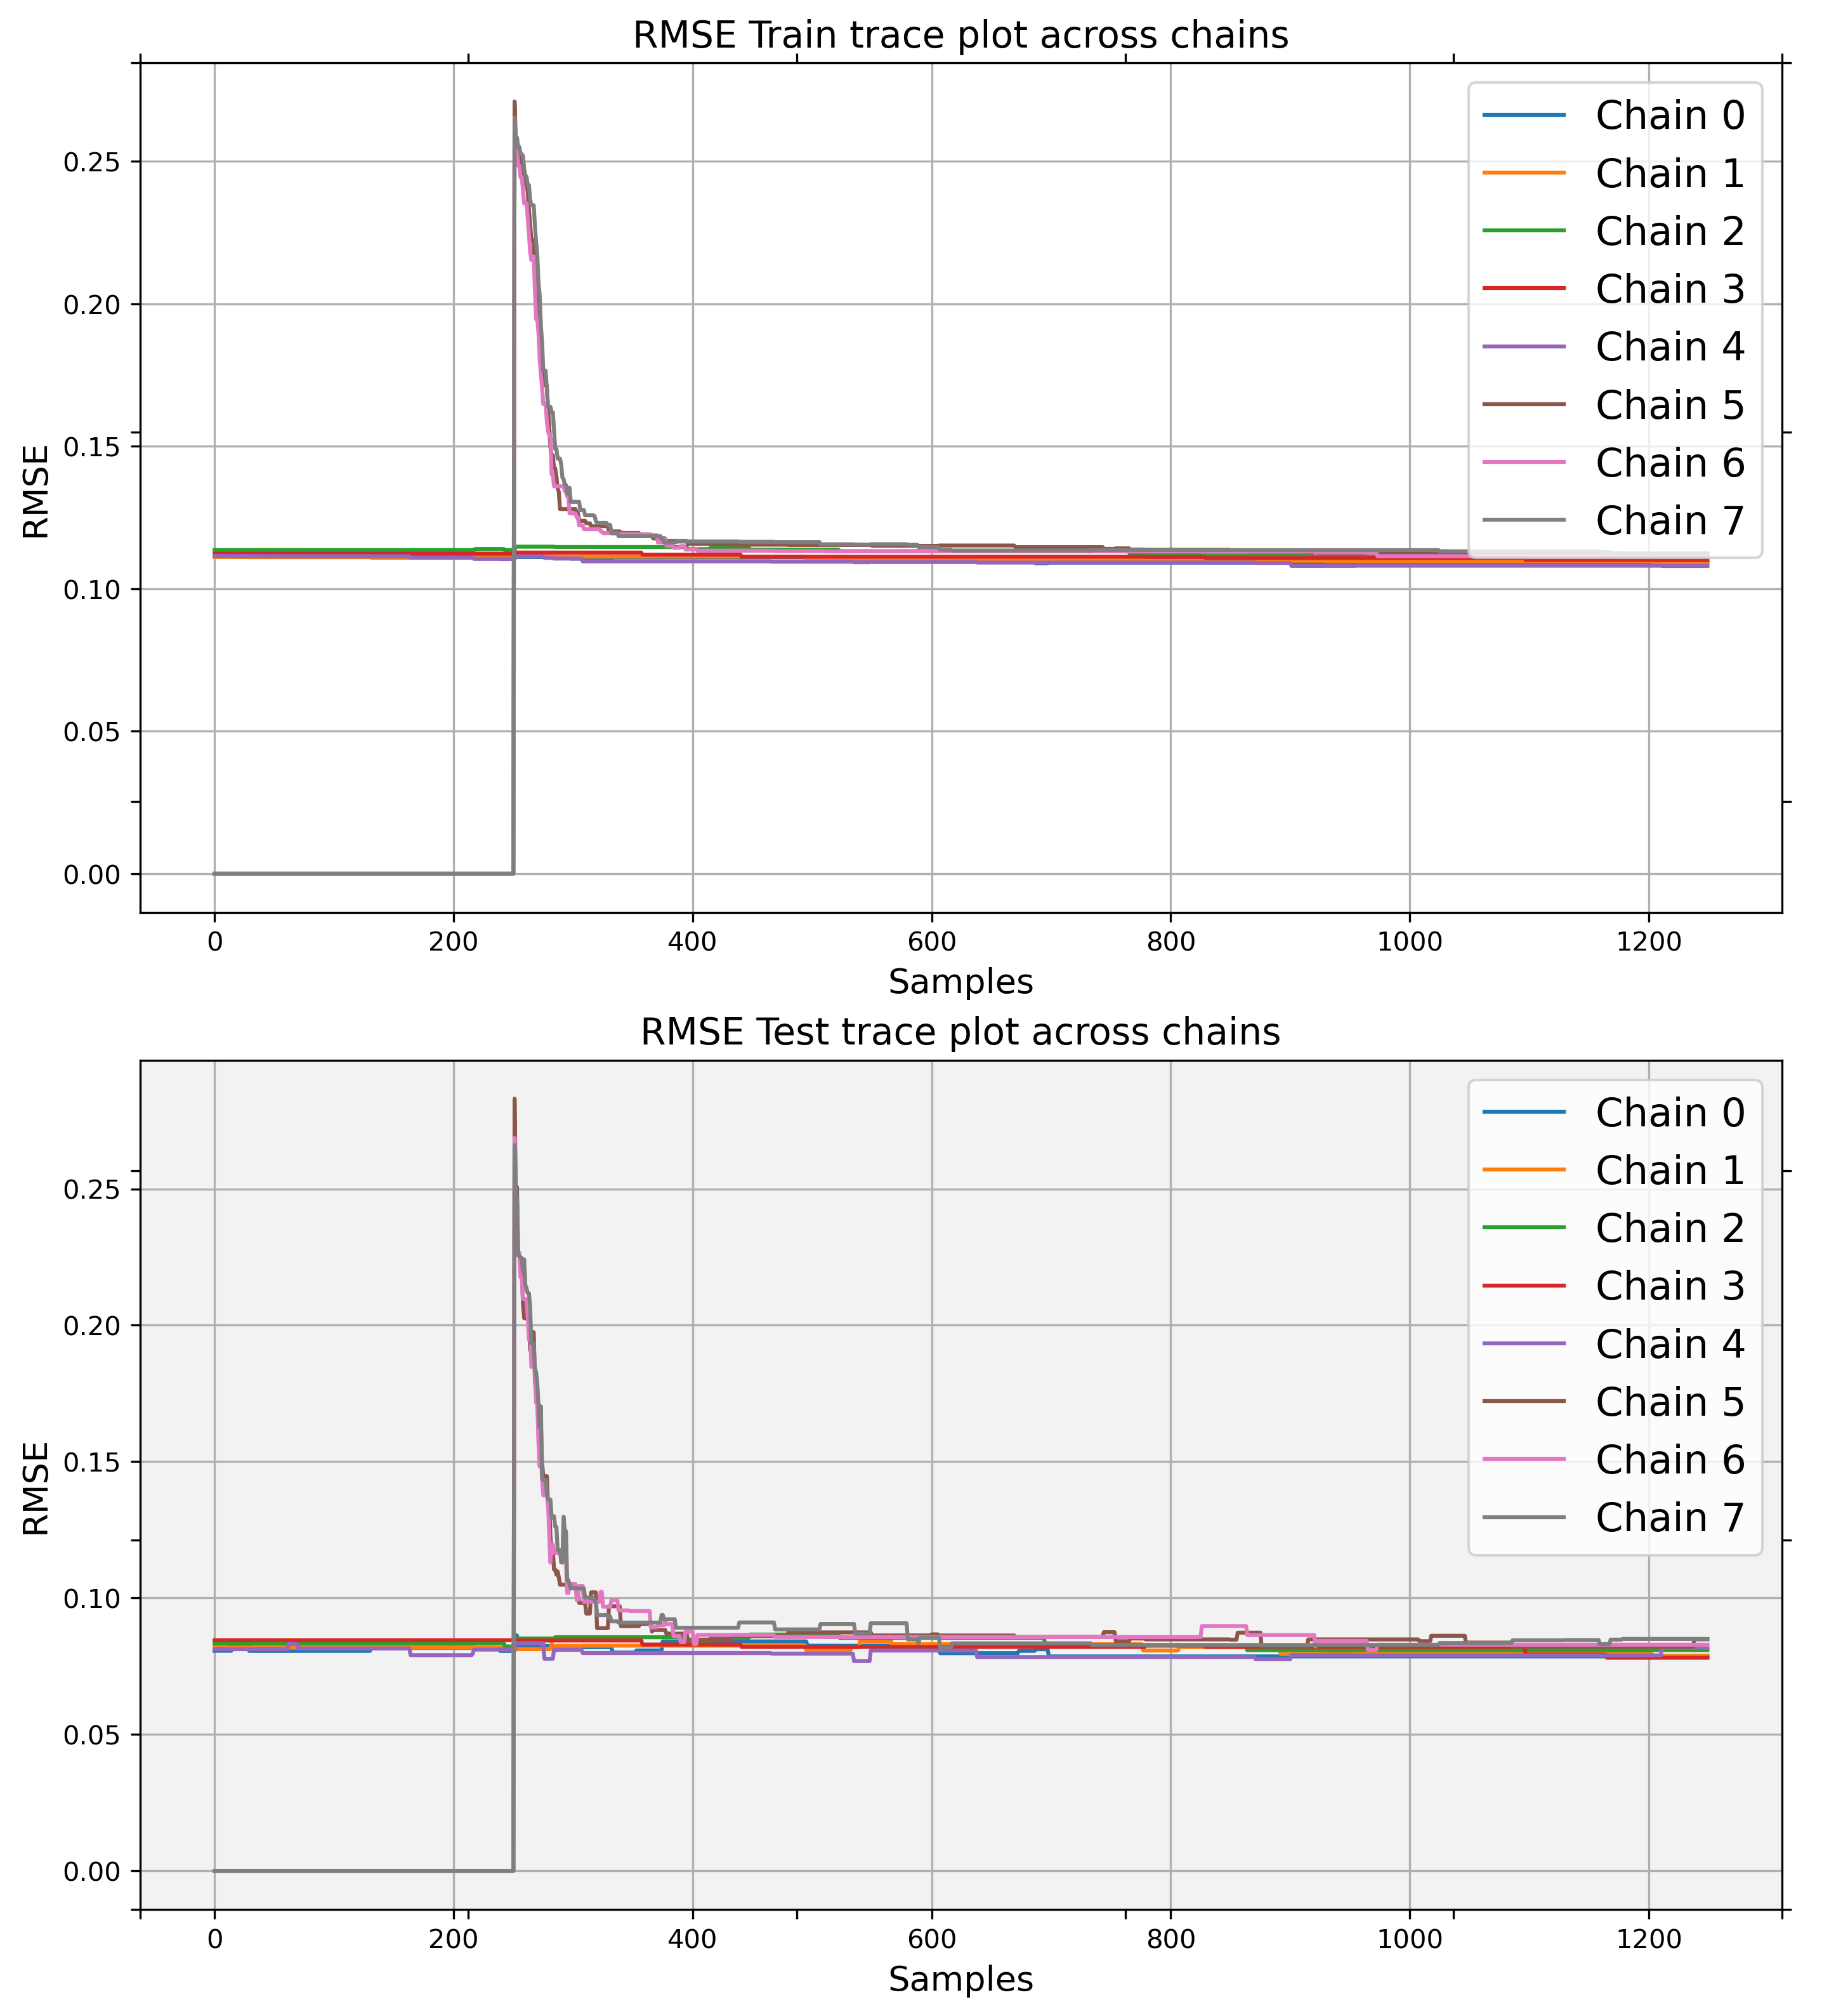 RMSE Train trace plot across chains
RMSE
0.25
0.20
0.15
0.10
0.05
0.00
0 200 400 600 800 1000 1200
Samples
Chain 0
Chain 1
Chain 2
Chain 3
Chain 4
Chain 5
Chain 6
Chain 7
RMSE Test trace plot across chains
RMSE
0.25
0.20
0.15
0.10
0.05
0.00
0 200 400 600 800 1000 1200
Samples
Chain 0
Chain 1
Chain 2
Chain 3
Chain 4
Chain 5
Chain 6
Chain 7